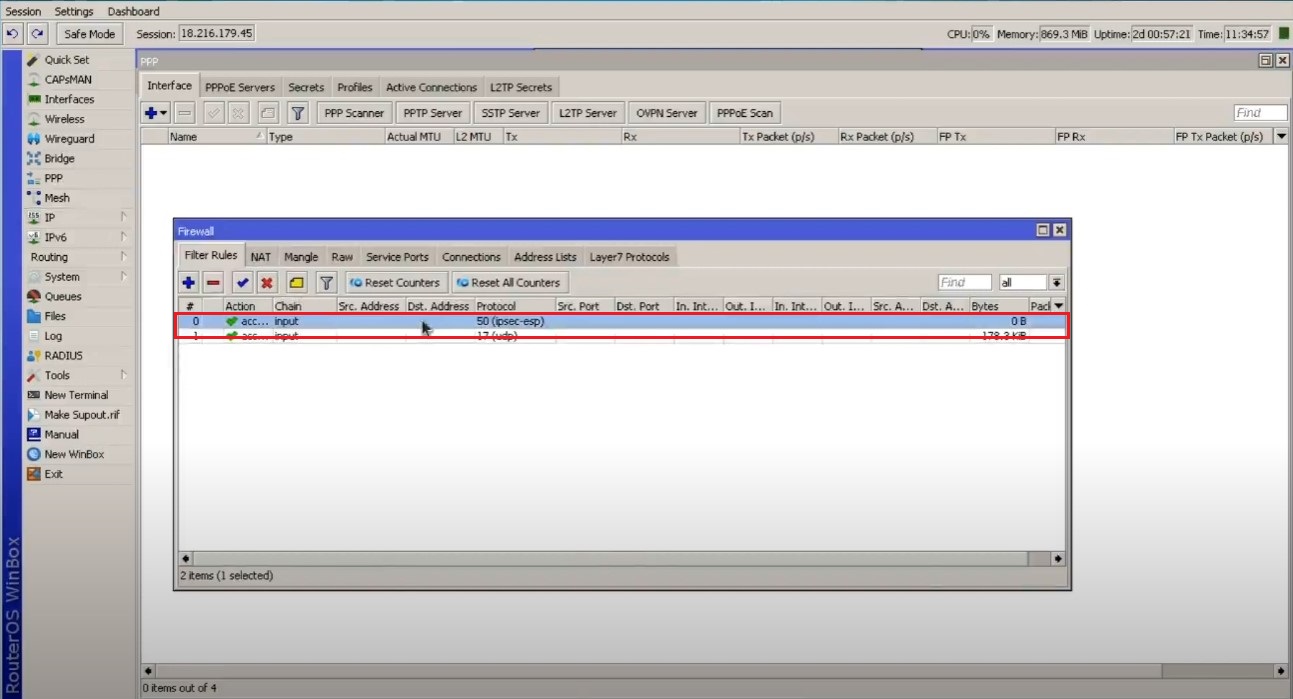 Session Settings Dashboard
Safe Mode Session: 18.216.179.45 CPU: 0% Memory: 869.3 MiB Uptime: 2d 00:57:21 Time: 11:34:57
Quick Set
CAPsMAN
Interfaces
Wireless
Wireguard
Bridge
PPP
Mesh
IP
IPv6
Routing
System
Queues
Files
Log
RADIUS
Tools
New Terminal
Make Supout.rif
Manual
New WinBox
Exit
RouterOS WinBox
PPP
Interface PPPoE Servers Secrets Profiles Active Connections L2TP Secrets
PPP Scanner PPTP Server SSTP Server L2TP Server OVPN Server PPPoE Scan Find
Name Type Actual MTU L2 MTU Tx Rx Tx Packet (p/s) Rx Packet (p/s) FP Tx FP Rx FP Tx Packet (p/s)
Firewall
Filter Rules NAT Mangle Raw Service Ports Connections Address Lists Layer7 Protocols
Reset Counters Reset All Counters Find all
# Action Chain Src. Address Dst. Address Protocol Src. Port Dst. Port In. Int... Out. I... In. Int... Out. I... Src. A... Dst. A... Bytes Pack
0 acc... input 50 (ipsec-esp) 0 B
1 acc... input 17 (udp) 178.3 KiB
2 items (1 selected)
0 items out of 4